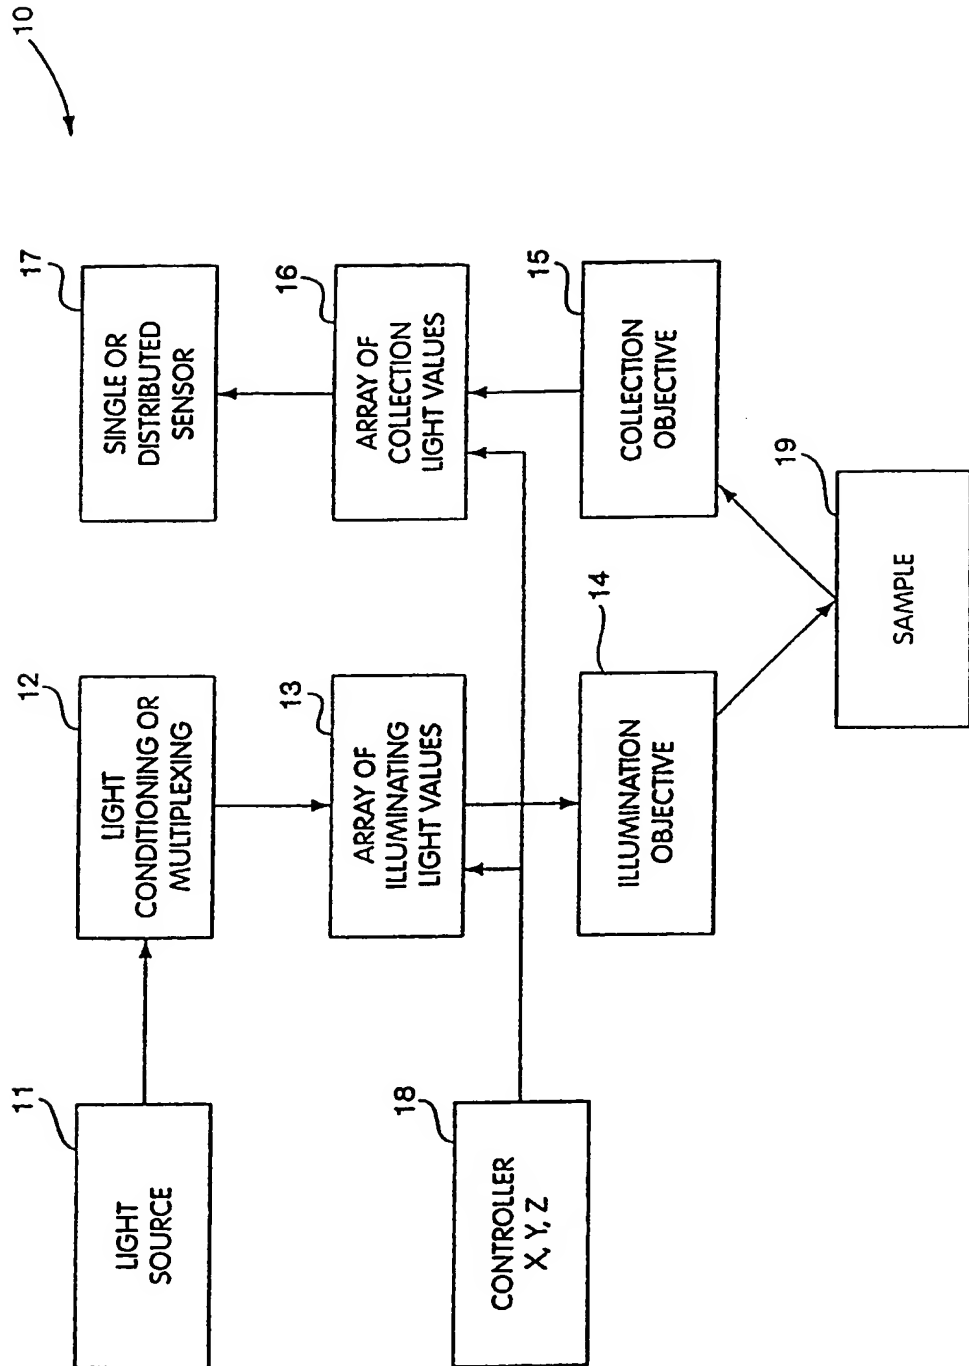 10
11
LIGHT
SOURCE
12
LIGHT
CONDITIONING OR
MULTIPLEXING
17
SINGLE OR
DISTRIBUTED
SENSOR
13
ARRAY OF
ILLUMINATING
LIGHT VALUES
16
ARRAY OF
COLLECTION
LIGHT VALUES
18
CONTROLLER
X, Y, Z
14
ILLUMINATION
OBJECTIVE
15
COLLECTION
OBJECTIVE
19
SAMPLE